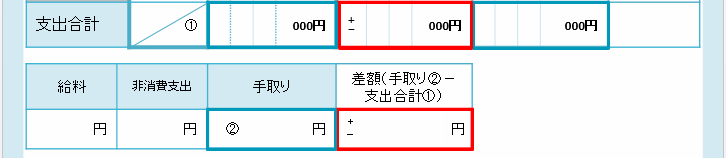 支出合計 ① 000円 +− 000円 000円
給料 非消費支出 手取り 差額(手取り②−
支出合計①)
円 円 ② 円 +− 円